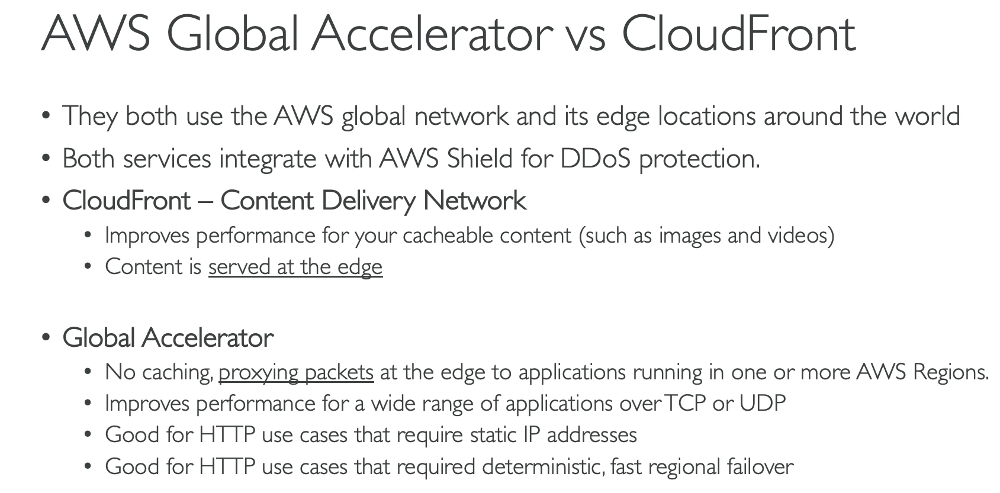 AWS Global Accelerator vs CloudFront
• They both use the AWS global network and its edge locations around the world
• Both services integrate with AWS Shield for DDoS protection.
• CloudFront – Content Delivery Network
• Improves performance for your cacheable content (such as images and videos)
• Content is served at the edge
• Global Accelerator
• No caching, proxying packets at the edge to applications running in one or more AWS Regions.
• Improves performance for a wide range of applications over TCP or UDP
• Good for HTTP use cases that require static IP addresses
• Good for HTTP use cases that required deterministic, fast regional failover